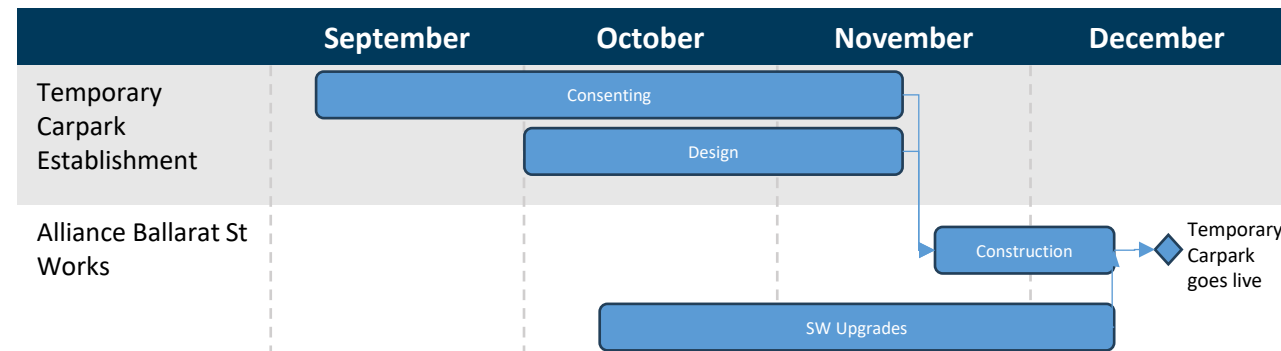 September October November December
Temporary
Carpark
Establishment
Consenting
Design
Alliance Ballarat St
Works
Construction
Temporary
Carpark
goes live
SW Upgrades